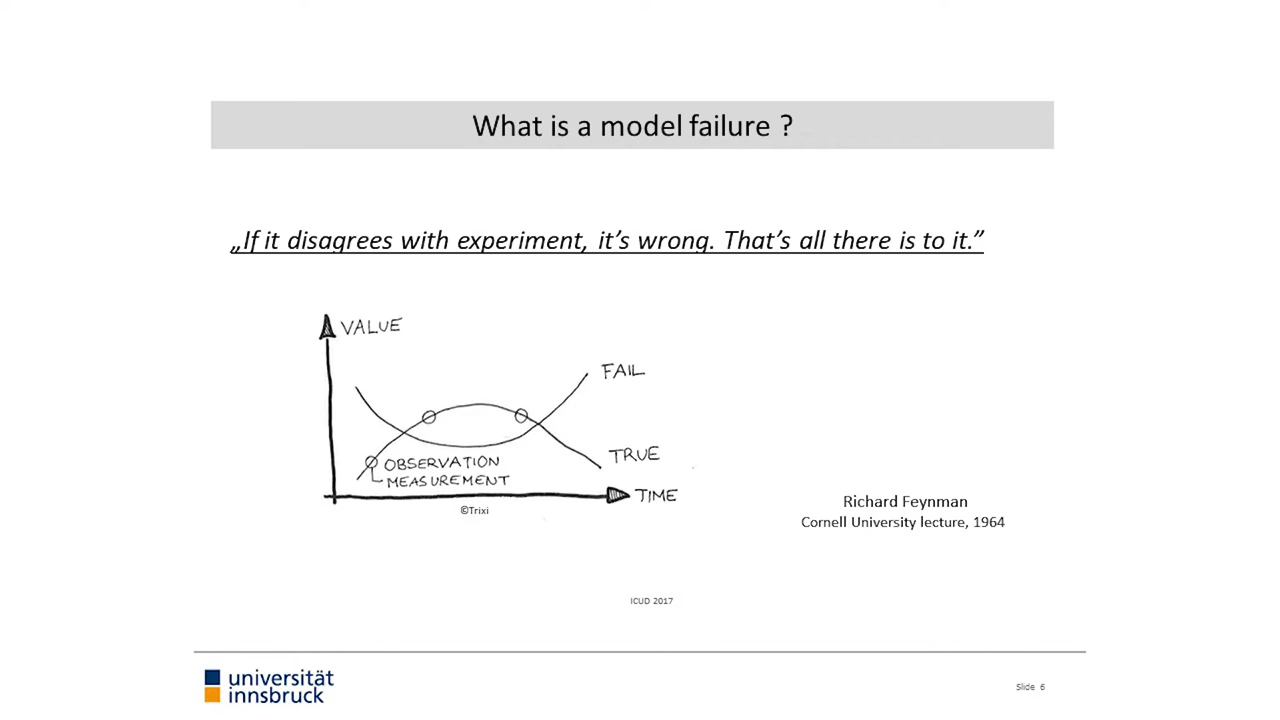 What is a model failure ?
„If it disagrees with experiment, it's wrong. That's all there is to it.”
VALUE
FAIL
TRUE
OBSERVATION
MEASUREMENT
TIME
©Trixi
Richard Feynman
Cornell University lecture, 1964
ICUD 2017
universität
innsbruck
Slide 6